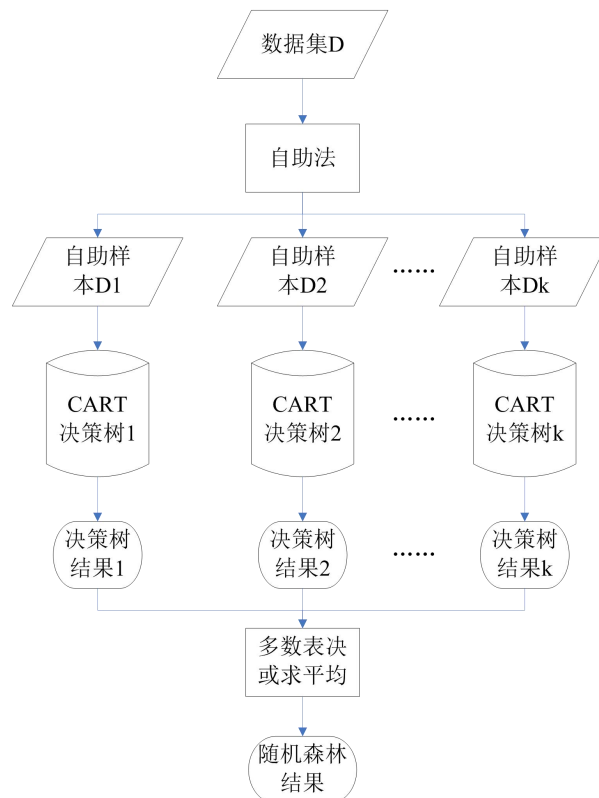 数据集D
自助法
自助样
本D1
自助样
本D2
......
自助样
本Dk
CART
决策树1
CART
决策树2
......
CART
决策树k
决策树
结果1
决策树
结果2
......
决策树
结果k
多数表决
或求平均
随机森林
结果